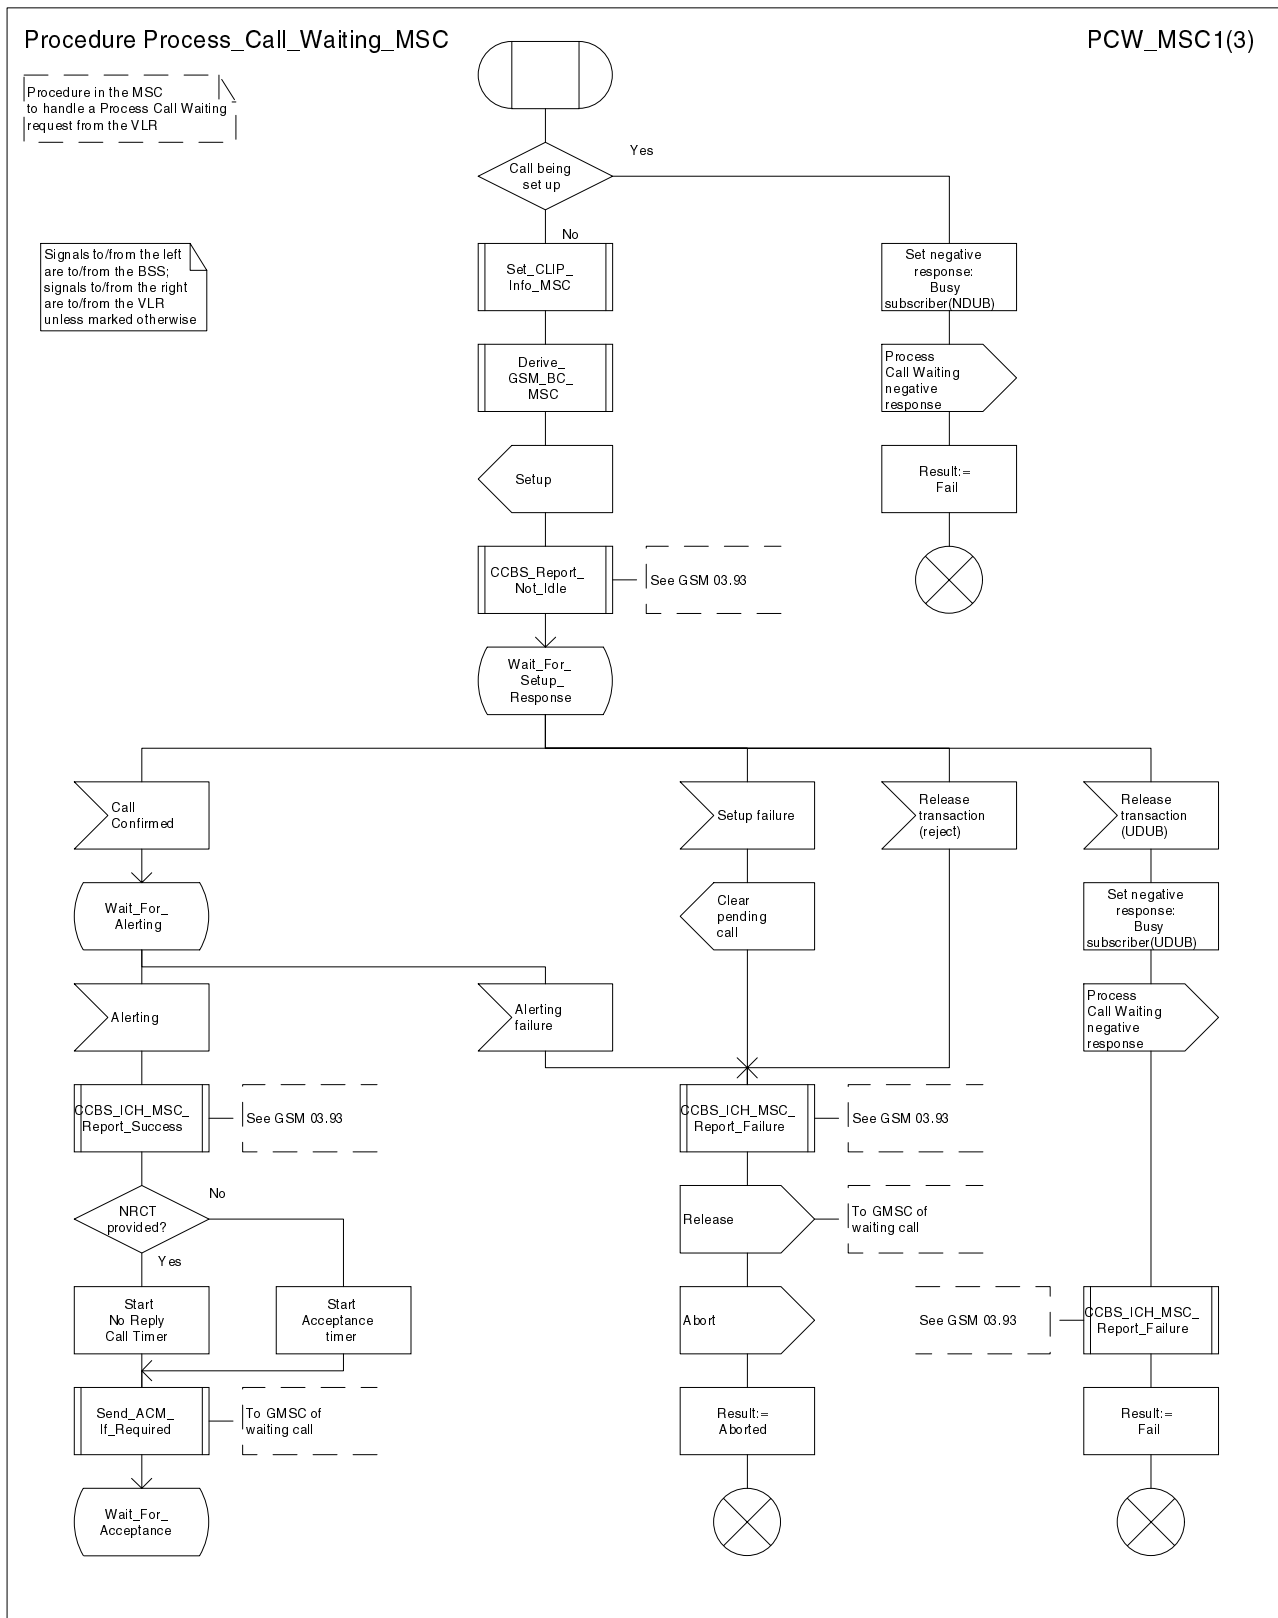 Procedure Process_Call_Waiting_MSC
PCW_MSC1(3)
Procedure in the MSC
to handle a Process Call Waiting
request from the VLR
Signals to/from the left
are to/from the BSS;
signals to/from the right
are to/from the VLR
unless marked otherwise
Call being
set up
Yes
No
Set_CLIP_
Info_MSC
Set negative
response:
Busy
subscriber(NDUB)
Derive_
GSM_BC_
MSC
Process
Call Waiting
negative
response
Setup
Result:=
Fail
CCBS_Report_
Not_Idle
See GSM 03.93
Wait_For_
Setup_
Response
Call
Confirmed
Setup failure
Release
transaction
(reject)
Release
transaction
(UDUB)
Wait_For_
Alerting
Clear
pending
call
Set negative
response:
Busy
subscriber(UDUB)
Alerting
Alerting
failure
Process
Call Waiting
negative
response
CCBS_ICH_MSC_
Report_Success
See GSM 03.93
CCBS_ICH_MSC_
Report_Failure
See GSM 03.93
NRCT
provided?
No
Yes
Release
To GMSC of
waiting call
Start
No Reply
Call Timer
Start
Acceptance
timer
Abort
See GSM 03.93
CCBS_ICH_MSC_
Report_Failure
Send_ACM_
If_Required
To GMSC of
waiting call
Result:=
Aborted
Result:=
Fail
Wait_For_
Acceptance